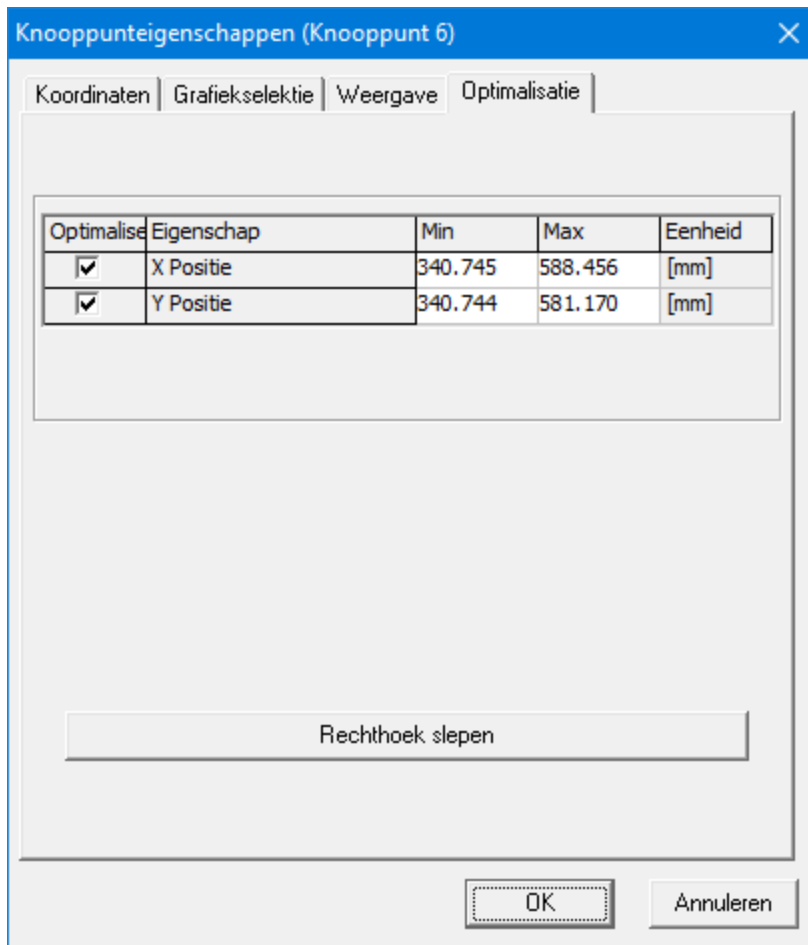 Knooppunteigenschappen (Knooppunt 6)
Koordinaten Grafiekselektie Weergave Optimalisatie
Optimalise Eigenschap Min Max Eenheid
X Positie 340.745 588.456 [mm]
Y Positie 340.744 581.170 [mm]
Rechthoek slepen
OK Annuleren